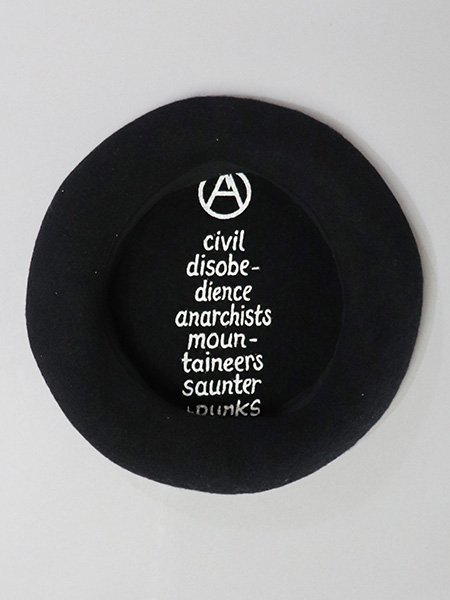 Ⓐ
civil
disobe-
dience
anarchists
moun-
taineers
saunter
punks